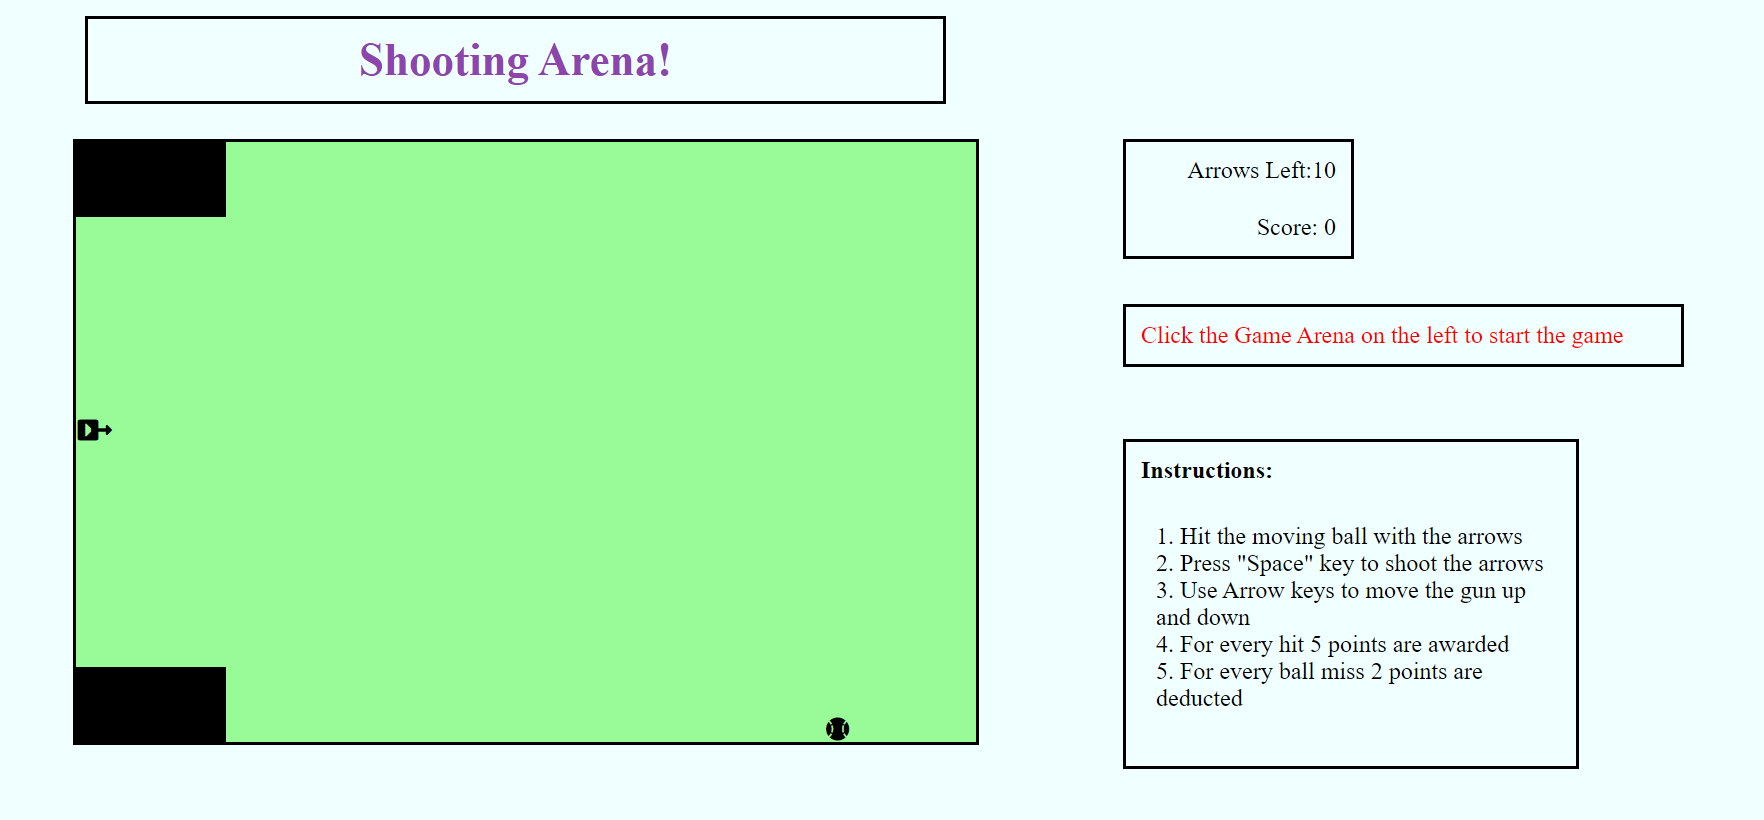 Shooting Arena!
Arrows Left:10
Score: 0
Click the Game Arena on the left to start the game
Instructions:
1. Hit the moving ball with the arrows
2. Press "Space" key to shoot the arrows
3. Use Arrow keys to move the gun up
and down
4. For every hit 5 points are awarded
5. For every ball miss 2 points are
deducted